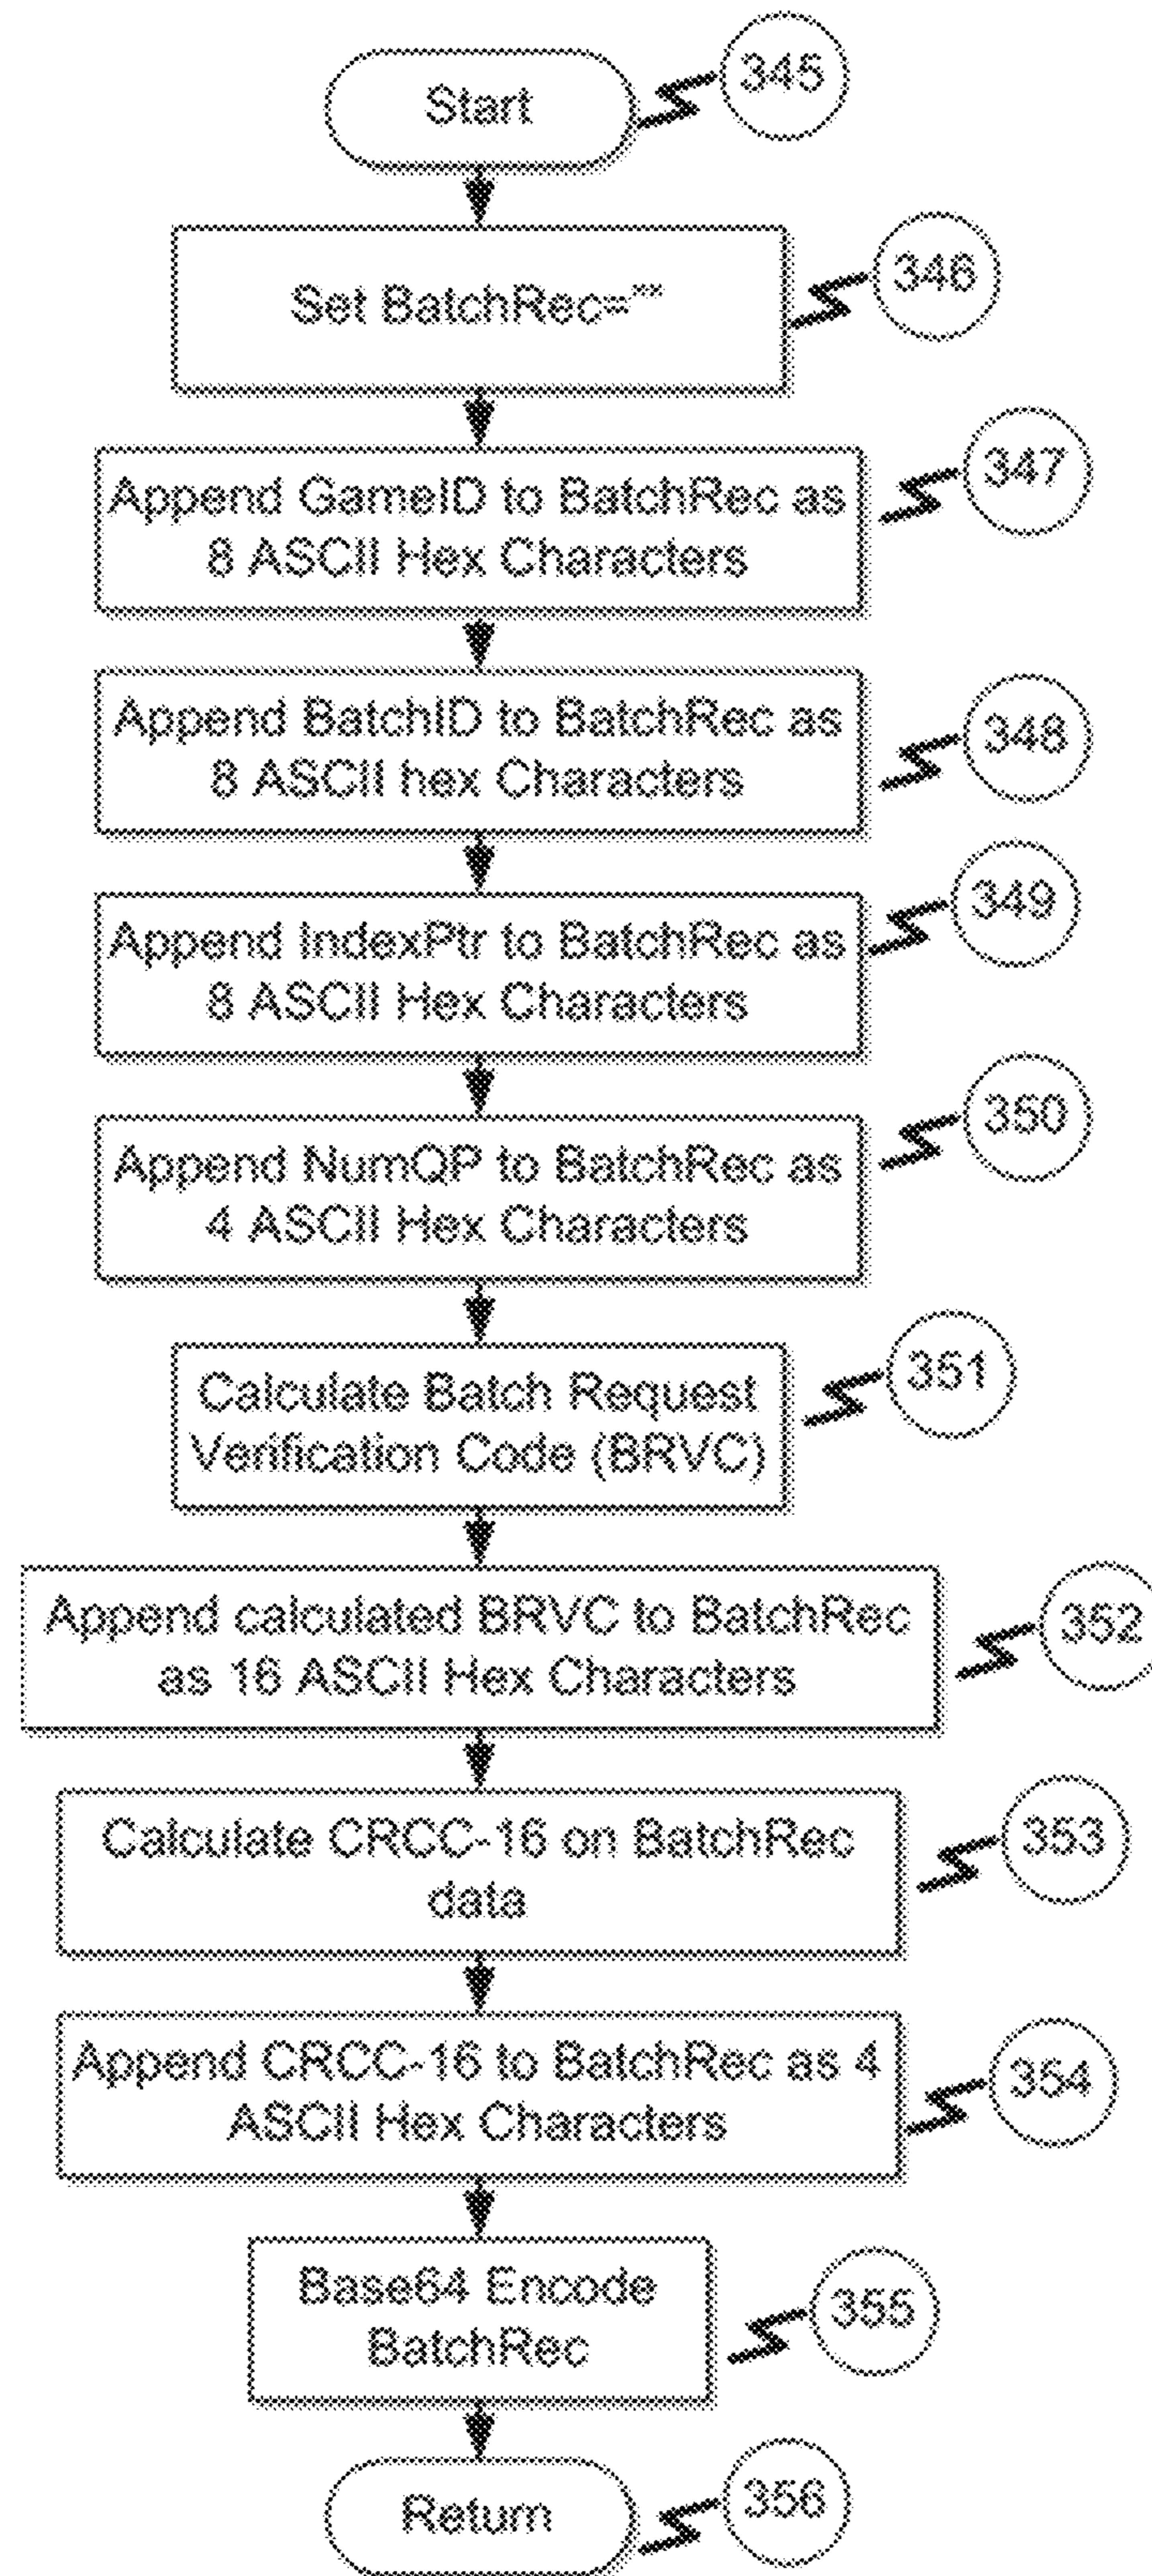 345
Start
346
Set BatchRec=""
347
Append GameID to BatchRec as
8 ASCII Hex Characters
348
Append BatchID to BatchRec as
8 ASCII hex Characters
349
Append IndexPtr to BatchRec as
8 ASCII Hex Characters
350
Append NumQP to BatchRec as
4 ASCII Hex Characters
351
Calculate Batch Request
Verification Code (BRVC)
352
Append calculated BRVC to BatchRec
as 16 ASCII Hex Characters
353
Calculate CRCC-16 on BatchRec
data
354
Append CRCC-16 to BatchRec as 4
ASCII Hex Characters
355
Base64 Encode
BatchRec
356
Return